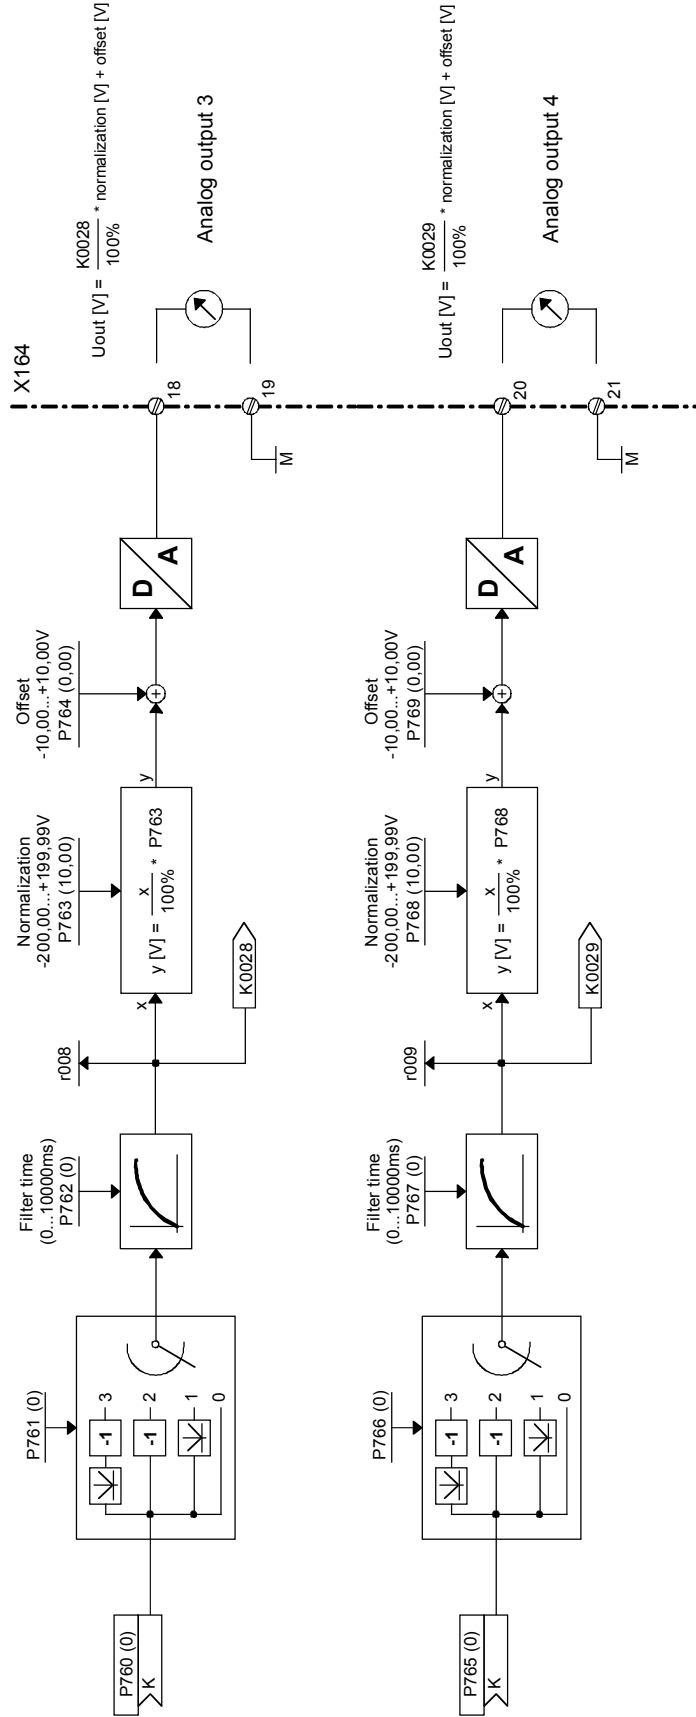 P760 (0)
K
P761 (0)
-1
3
-1
2
1
0
Filter time
(0...10000ms)
P762 (0)
r008
K0028
Normalization
-200,00...+199,99V
P763 (10,00)
x
y [V] = x / 100% * P763
y
Offset
-10,00...+10,00V
P764 (0,00)
+
D
A
X164
18
19
M
Uout [V] = K0028 / 100% * normalization [V] + offset [V]
Analog output 3
P765 (0)
K
P766 (0)
-1
3
-1
2
1
0
Filter time
(0...10000ms)
P767 (0)
r009
K0029
Normalization
-200,00...+199,99V
P768 (10,00)
x
y [V] = x / 100% * P768
y
Offset
-10,00...+10,00V
P769 (0,00)
+
D
A
20
21
M
Uout [V] = K0029 / 100% * normalization [V] + offset [V]
Analog output 4